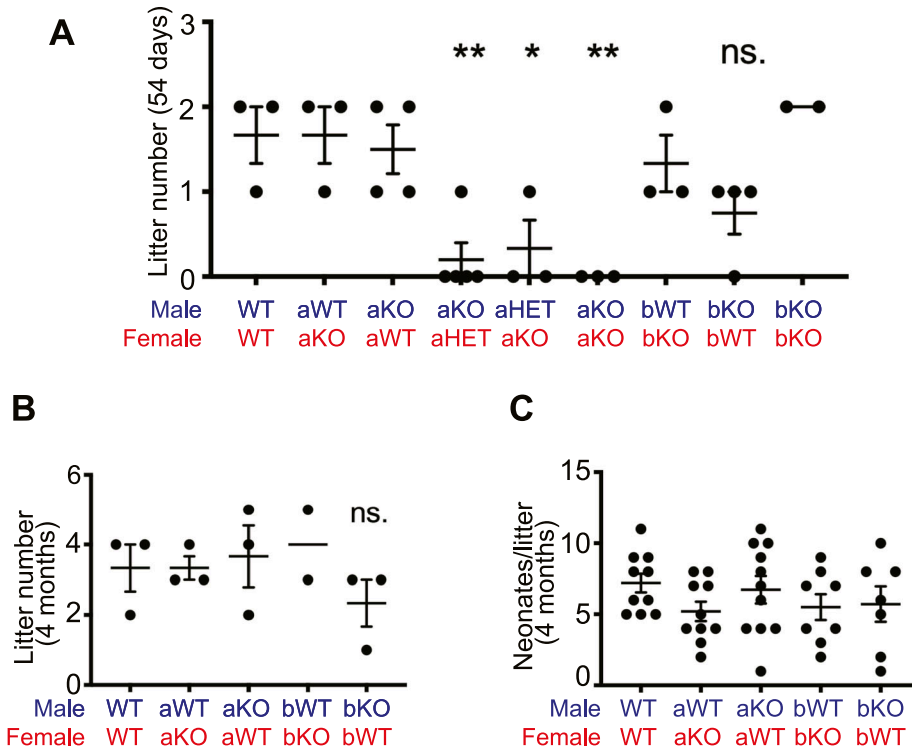 A
Litter number (54 days)
3
2
1
0
** * ** ns.
Male WT aWT aKO aKO aHET aKO bWT bKO bKO
Female WT aKO aWT aHET aKO aKO bKO bWT bKO
B
Litter number
(4 months)
6
4
2
0
ns.
Male WT aWT aKO bWT bKO
Female WT aKO aWT bKO bWT
C
Neonates/litter
(4 months)
15
10
5
0
Male WT aWT aKO bWT bKO
Female WT aKO aWT bKO bWT